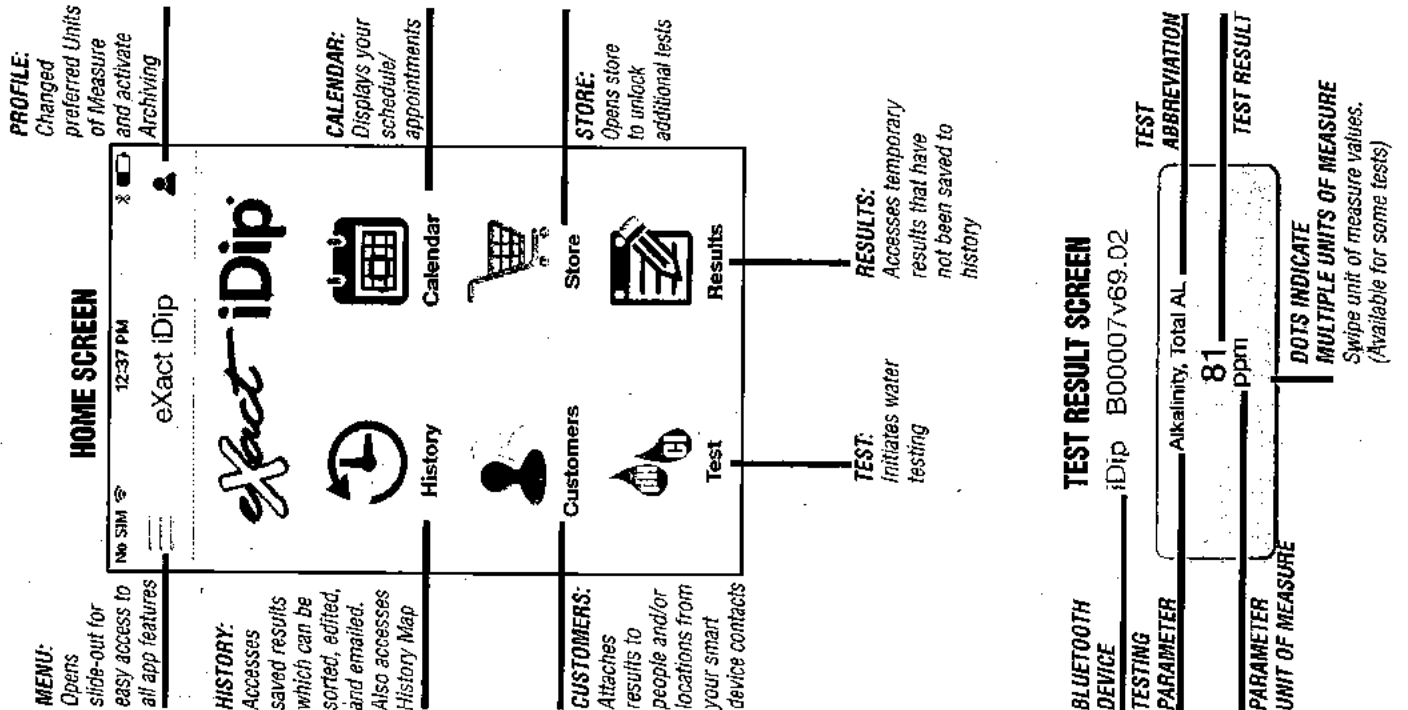 HOME SCREEN
MENU:
Opens
slide-out for
easy access to
all app features
HISTORY:
Accesses
saved results
which can be
sorted, edited,
and emailed.
Also accesses
History Map
CUSTOMERS:
Attaches
results to
people and/or
locations from
your smart
device contacts
No SIM
12:37 PM
eXact iDip
eXact iDip
History
Calendar
Customers
Store
Test
Results
PROFILE:
Changed
preferred Units
of Measure
and activate
Archiving
CALENDAR:
Displays your
schedule/
appointments
STORE:
Opens store
to unlock
additional tests
TEST:
Initiates water
testing
RESULTS:
Accesses temporary
results that have
not been saved to
history
TEST RESULT SCREEN
BLUETOOTH
DEVICE
iDip B00007v69.02
TESTING
PARAMETER
Alkalinity, Total AL
TEST
ABBREVIATION
81
TEST RESULT
ppm
PARAMETER
UNIT OF MEASURE
DOTS INDICATE
MULTIPLE UNITS OF MEASURE
Swipe unit of measure values.
(Available for some tests)